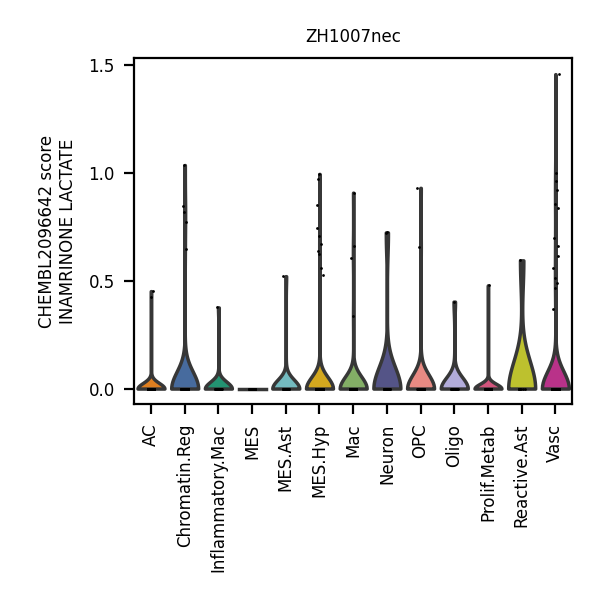 ZH1007nec
CHEMBL2096642 score
INAMRINONE LACTATE
1.5
1.0
0.5
0.0
AC
Chromatin.Reg
Inflammatory.Mac
MES
MES.Ast
MES.Hyp
Mac
Neuron
OPC
Oligo
Prolif.Metab
Reactive.Ast
Vasc